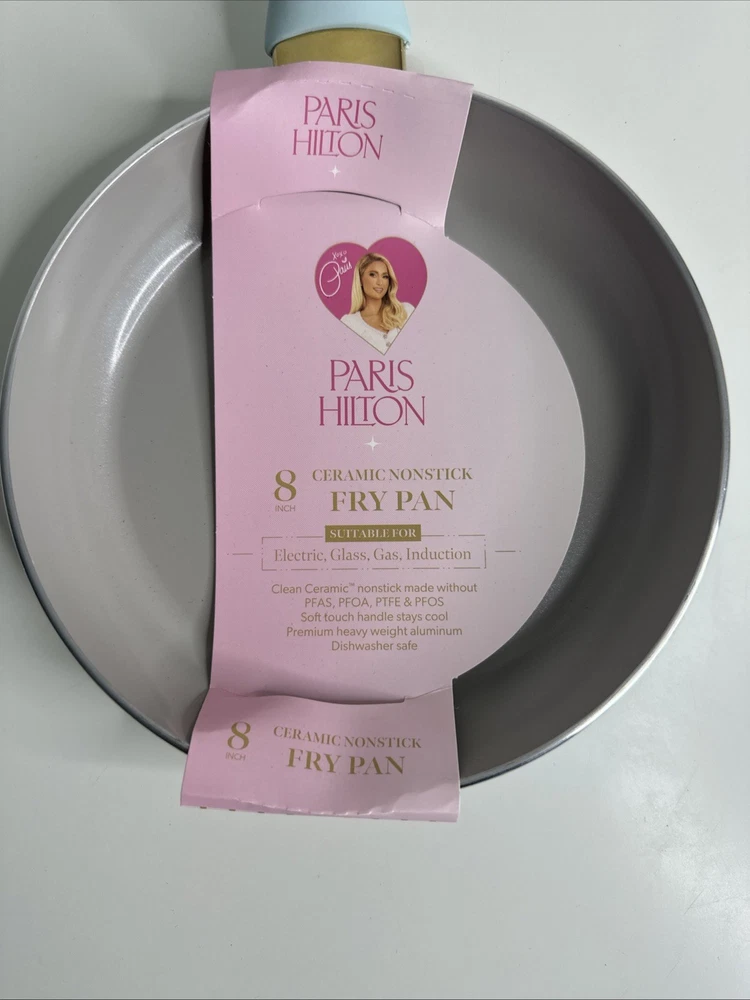 PARIS
HILTON
xoxo
Paris
PARIS
HILTON
8
INCH
CERAMIC NONSTICK
FRY PAN
SUITABLE FOR
Electric, Glass, Gas, Induction
Clean Ceramic™ nonstick made without
PFAS, PFOA, PTFE & PFOS
Soft touch handle stays cool
Premium heavy weight aluminum
Dishwasher safe
8
INCH
CERAMIC NONSTICK
FRY PAN